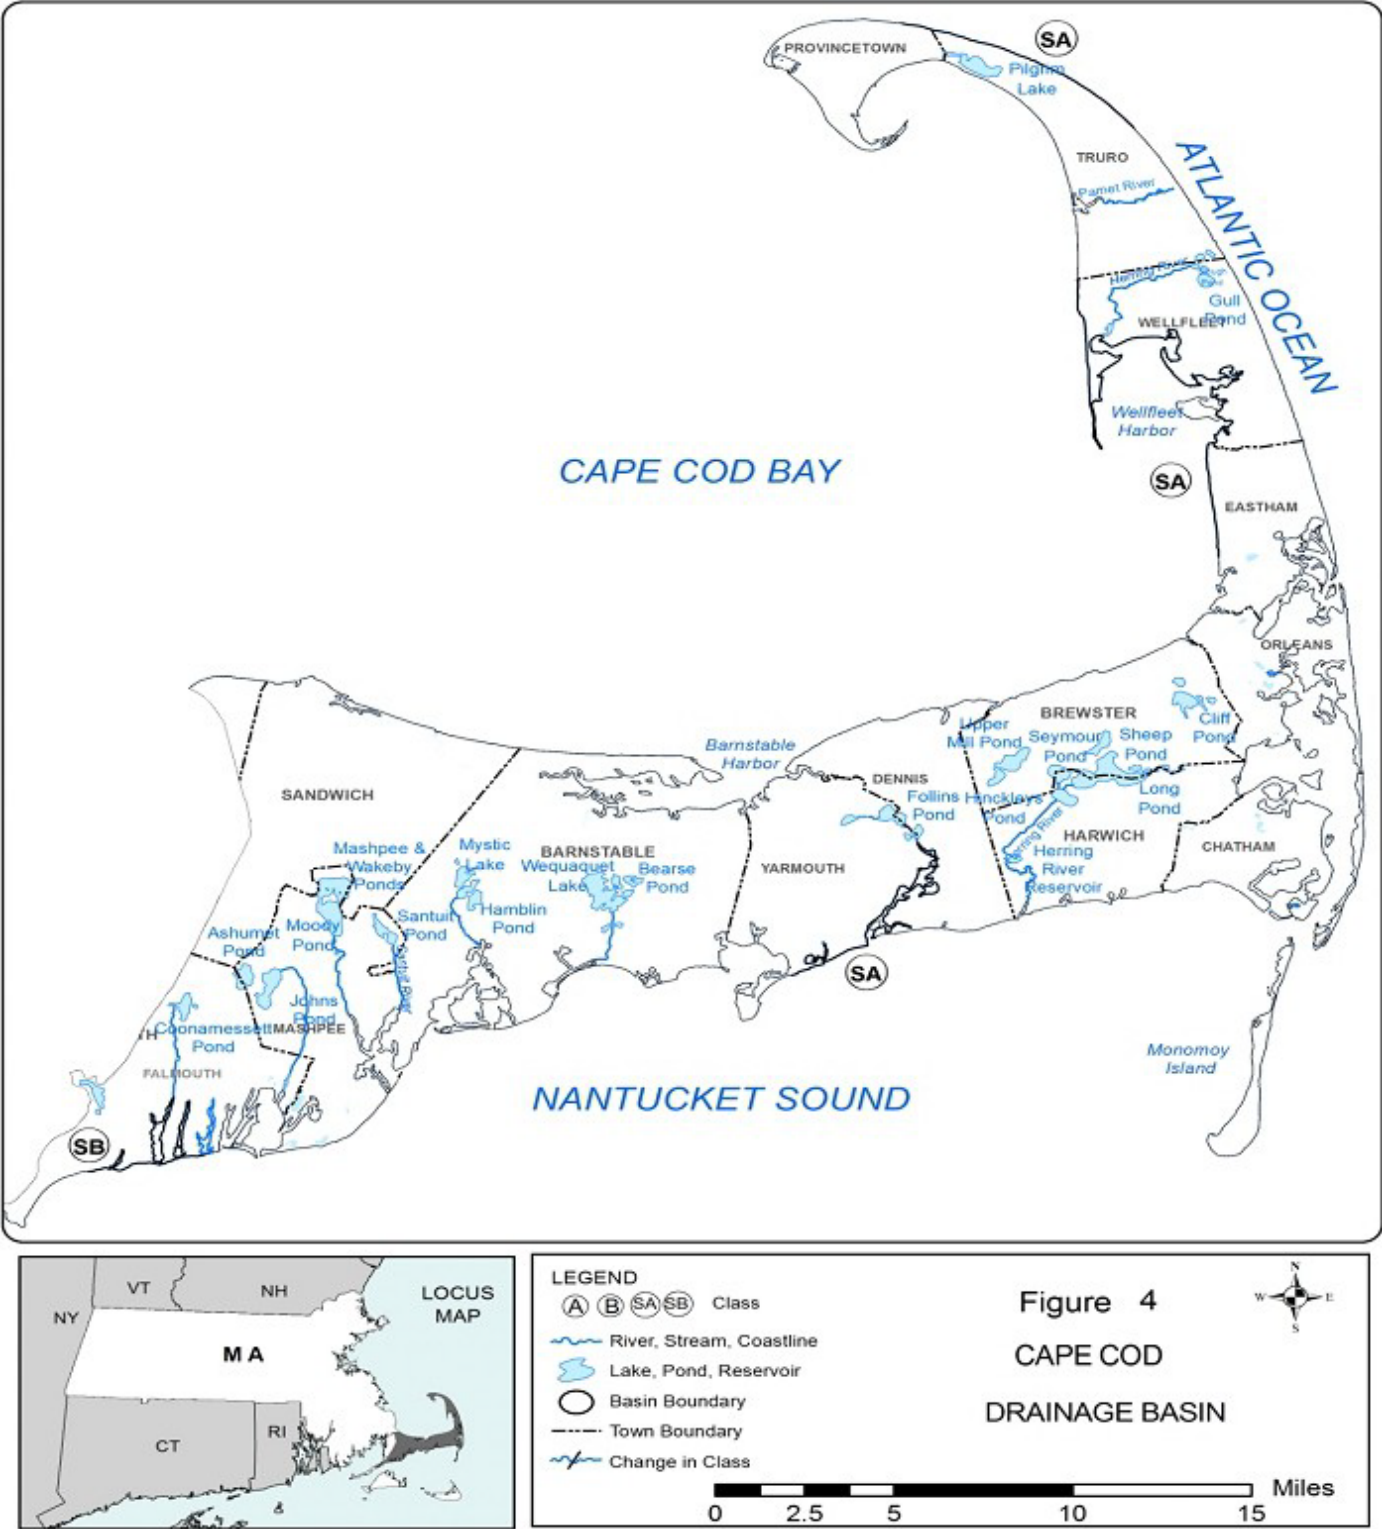 PROVINCETOWN
SA
Pilgrim
Lake
TRURO
Pamet River
ATLANTIC OCEAN
Herring River
Gull
Pond
WELLFLEET
Wellfleet
Harbor
CAPE COD BAY
SA
EASTHAM
ORLEANS
BREWSTER
Cliff
Pond
Upper
Mill Pond
Seymour
Pond
Sheep
Pond
Barnstable
Harbor
DENNIS
SANDWICH
Follins
Pond
Hinckleys
Pond
Long
Pond
Herring River
HARWICH
CHATHAM
Herring
River
Reservoir
Mashpee &
Wakeby
Ponds
Mystic
Lake
BARNSTABLE
Wequaquet
Lake
Bearse
Pond
YARMOUTH
Hamblin
Pond
Santuit
Pond
Santuit River
Ashumet
Pond
Moody
Pond
SA
Johns
Pond
TH
Coonamessett
Pond
MASHPEE
Monomoy
Island
FALMOUTH
NANTUCKET SOUND
SB
NY
VT
NH
LOCUS
MAP
MA
CT
RI
LEGEND
A B SA SB Class
River, Stream, Coastline
Lake, Pond, Reservoir
Basin Boundary
Town Boundary
Change in Class
Figure 4
CAPE COD
DRAINAGE BASIN
N
W E
S
Miles
0 2.5 5 10 15